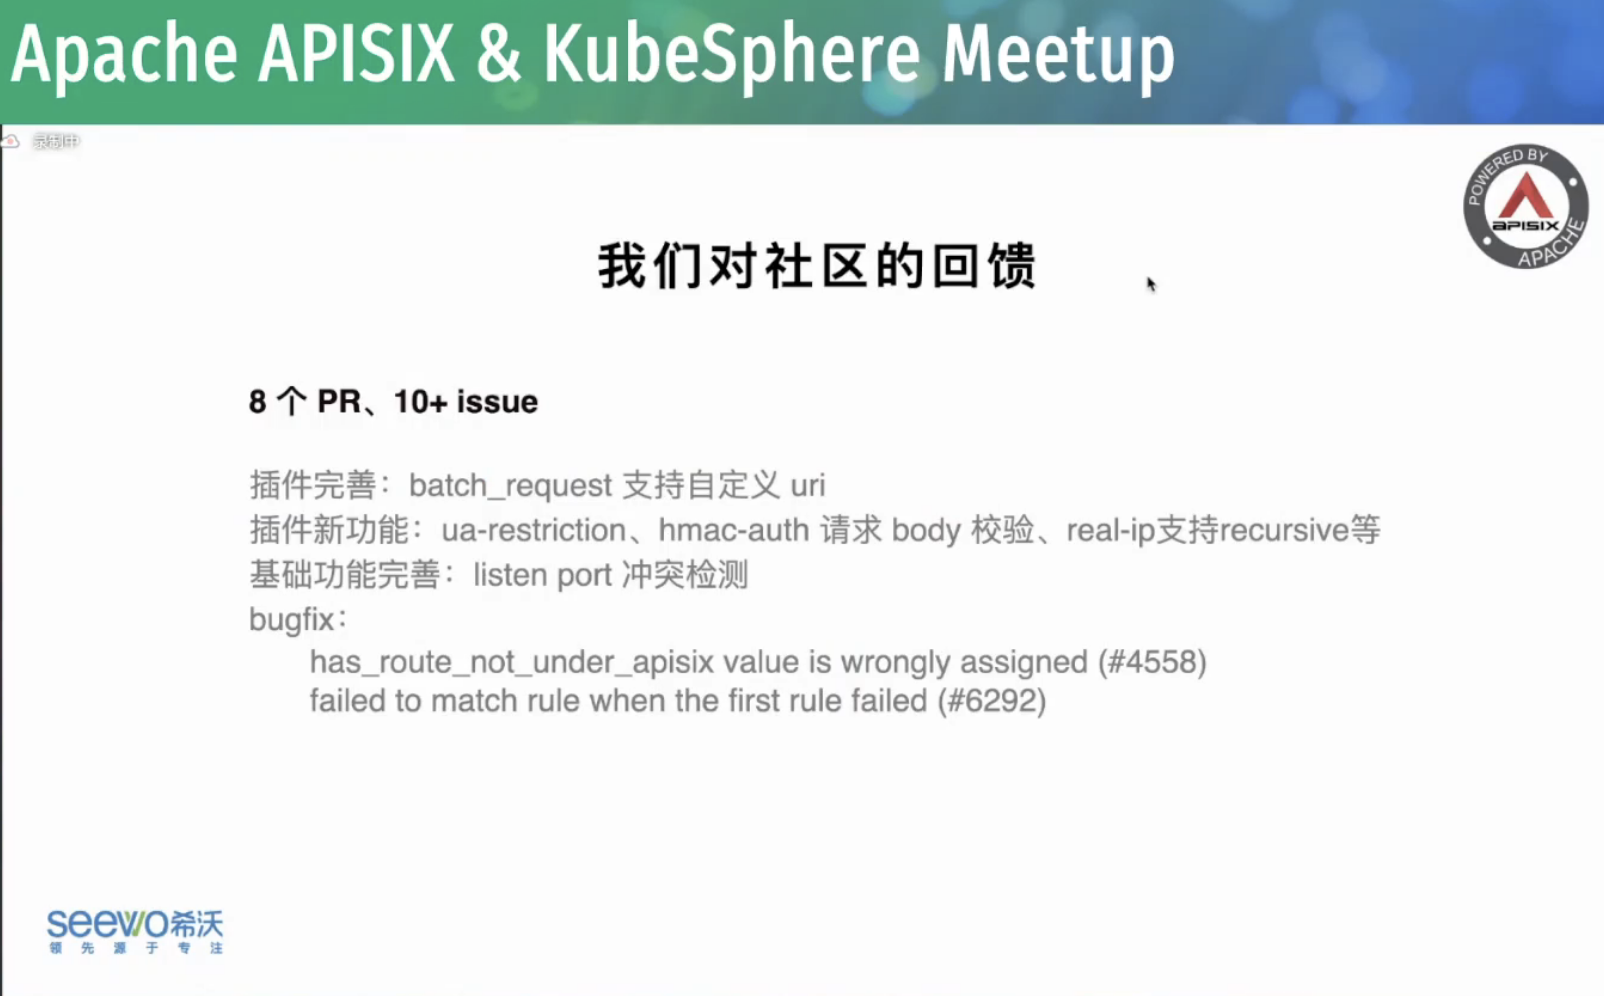 Apache APISIX & KubeSphere Meetup
录制中
POWERED BY
APISIX
APACHE
我们对社区的回馈
8 个 PR、10+ issue
插件完善：batch_request 支持自定义 uri
插件新功能：ua-restriction、hmac-auth 请求 body 校验、real-ip支持recursive等
基础功能完善：listen port 冲突检测
bugfix：
has_route_not_under_apisix value is wrongly assigned (#4558)
failed to match rule when the first rule failed (#6292)
seewo希沃
领先源于专注